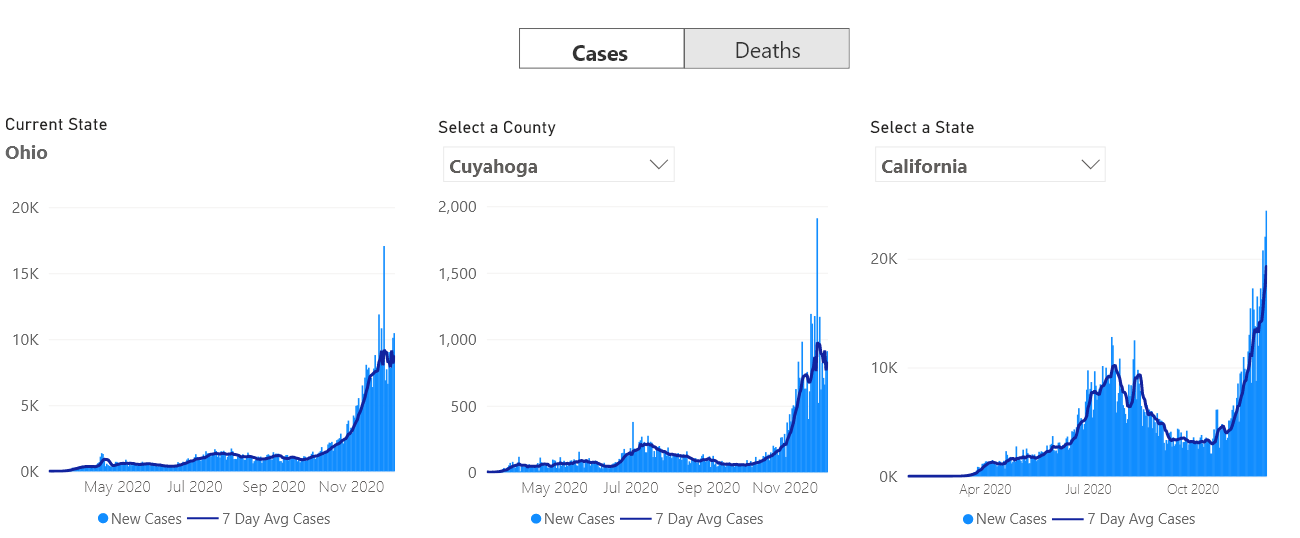 Cases
Deaths
Current State
Ohio
20K
15K
10K
5K
0K
May 2020
Jul 2020
Sep 2020
Nov 2020
New Cases
7 Day Avg Cases
Select a County
Cuyahoga
2,000
1,500
1,000
500
0
May 2020
Jul 2020
Sep 2020
Nov 2020
New Cases
7 Day Avg Cases
Select a State
California
20K
10K
0K
Apr 2020
Jul 2020
Oct 2020
New Cases
7 Day Avg Cases